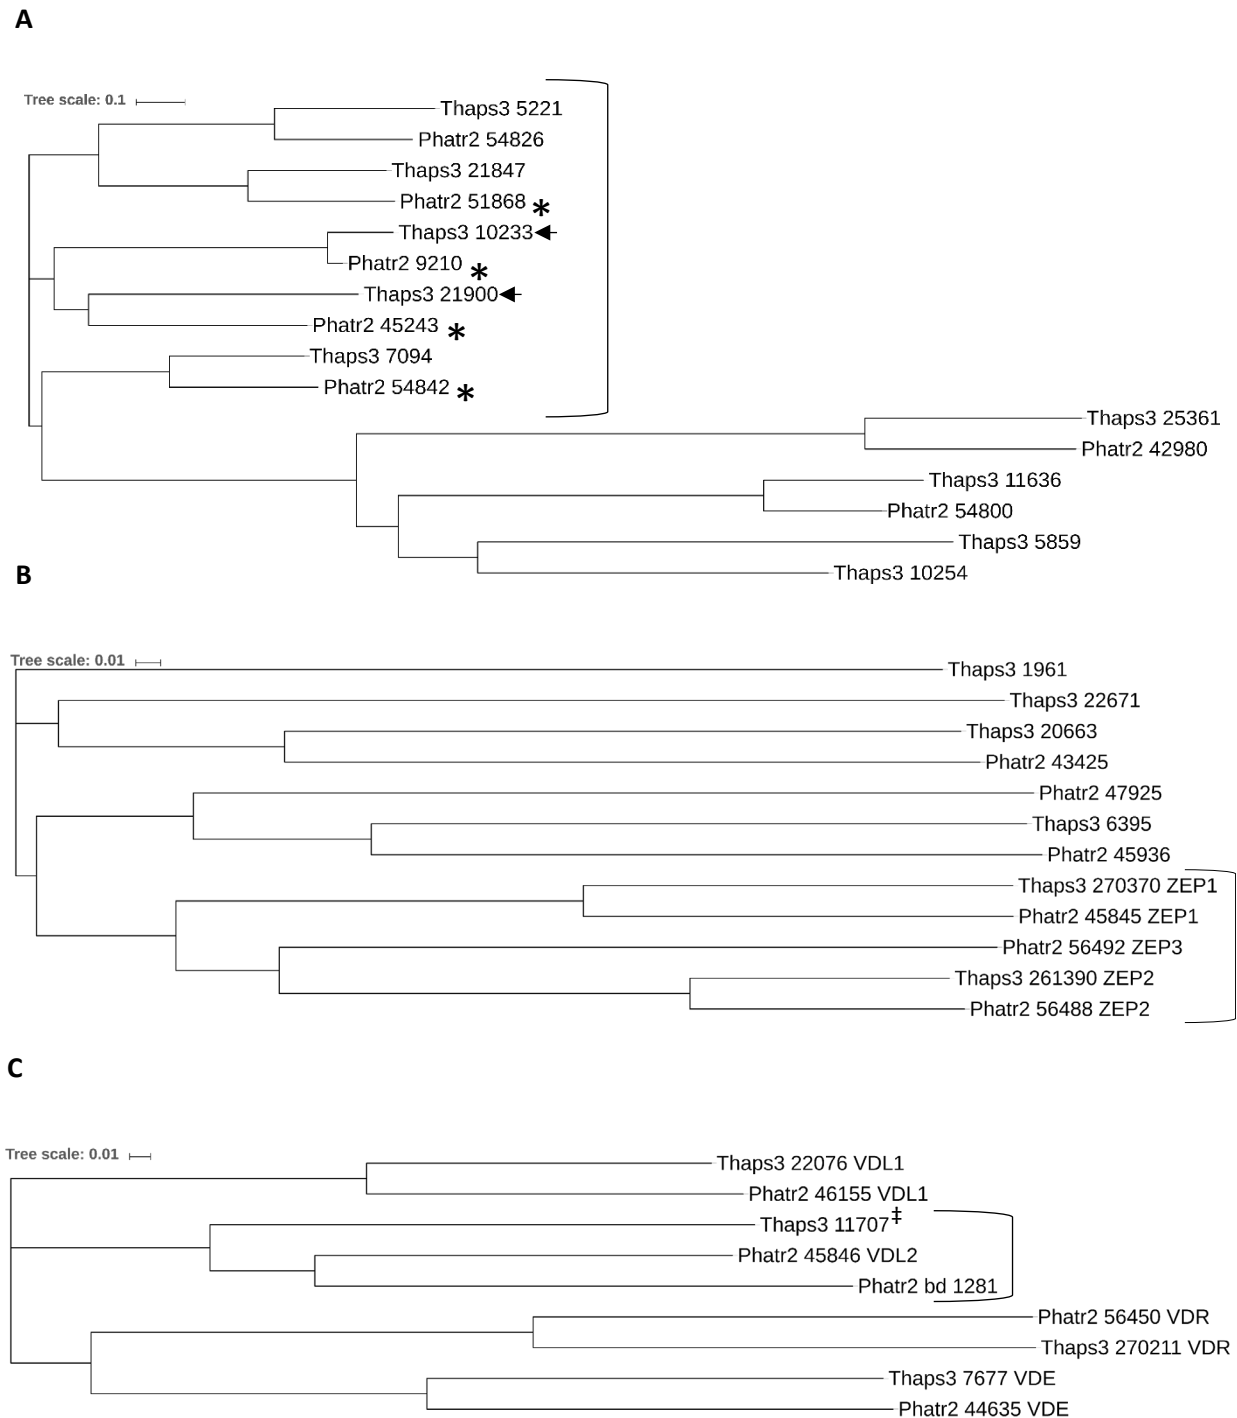 A
Tree scale: 0.1
Thaps3 5221
Phatr2 54826
Thaps3 21847
Phatr2 51868 *
Thaps3 10233
Phatr2 9210 *
Thaps3 21900
Phatr2 45243 *
Thaps3 7094
Phatr2 54842 *
Thaps3 25361
Phatr2 42980
Thaps3 11636
Phatr2 54800
Thaps3 5859
Thaps3 10254
B
Tree scale: 0.01
Thaps3 1961
Thaps3 22671
Thaps3 20663
Phatr2 43425
Phatr2 47925
Thaps3 6395
Phatr2 45936
Thaps3 270370 ZEP1
Phatr2 45845 ZEP1
Phatr2 56492 ZEP3
Thaps3 261390 ZEP2
Phatr2 56488 ZEP2
C
Tree scale: 0.01
Thaps3 22076 VDL1
Phatr2 46155 VDL1
Thaps3 11707‡
Phatr2 45846 VDL2
Phatr2 bd 1281
Phatr2 56450 VDR
Thaps3 270211 VDR
Thaps3 7677 VDE
Phatr2 44635 VDE